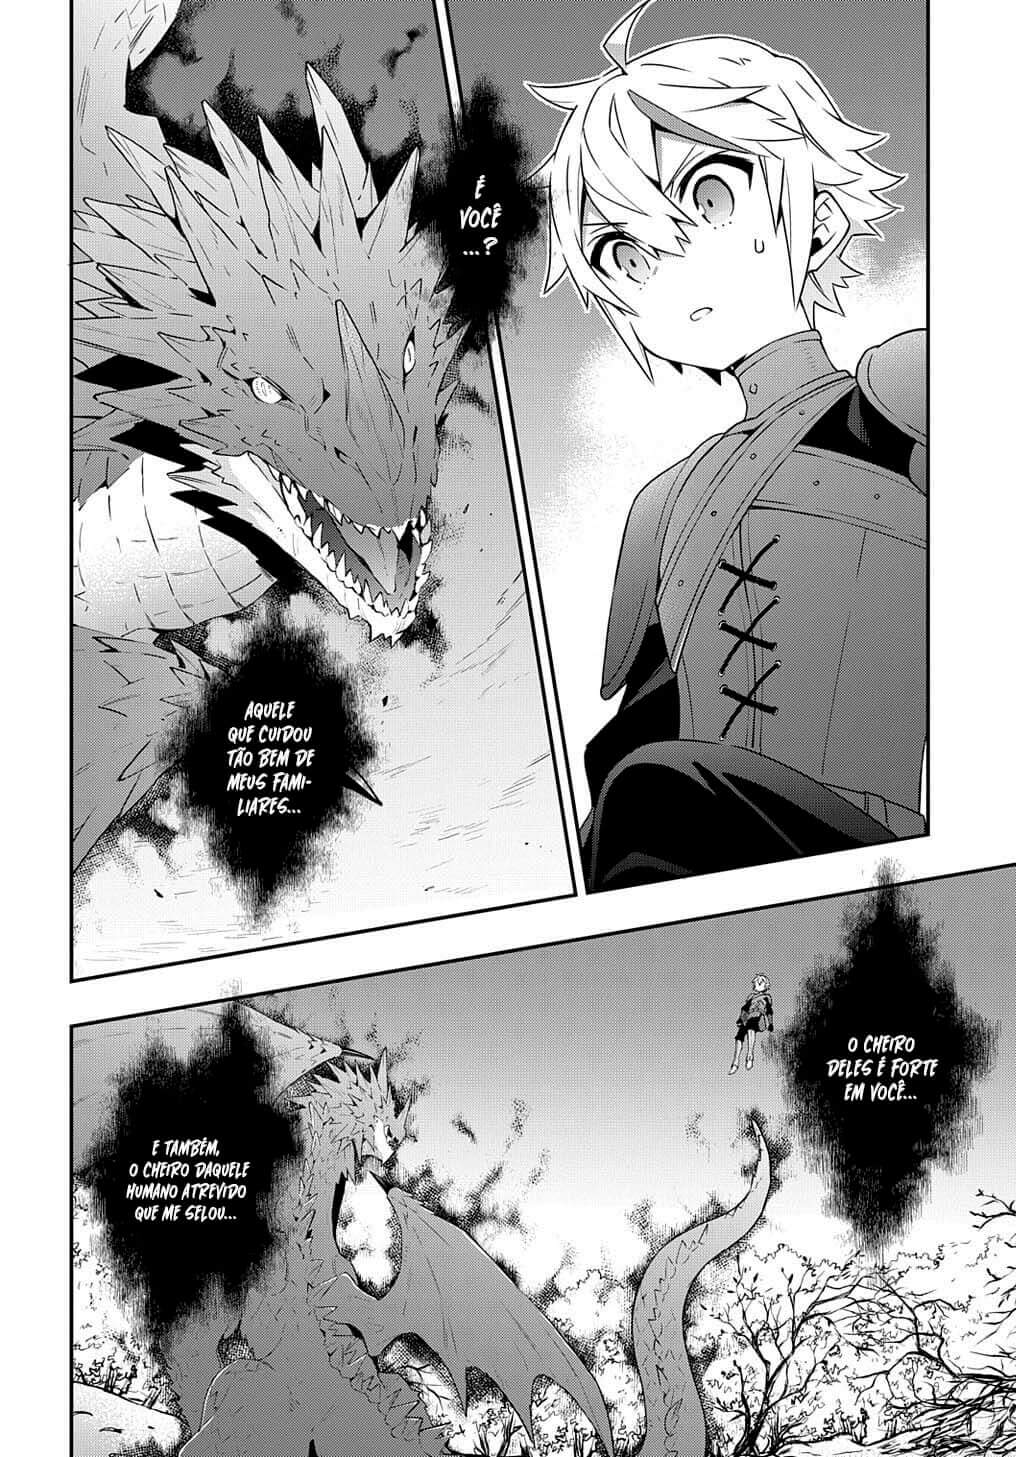 É
VOCÊ
...?
AQUELE
QUE CUIDOU
TÃO BEM DE
MEUS FAMI-
LIARES...
O CHEIRO
DELES É FORTE
EM VOCÊ...
E TAMBÉM,
O CHEIRO DAQUELE
HUMANO ATREVIDO
QUE ME SELOU...